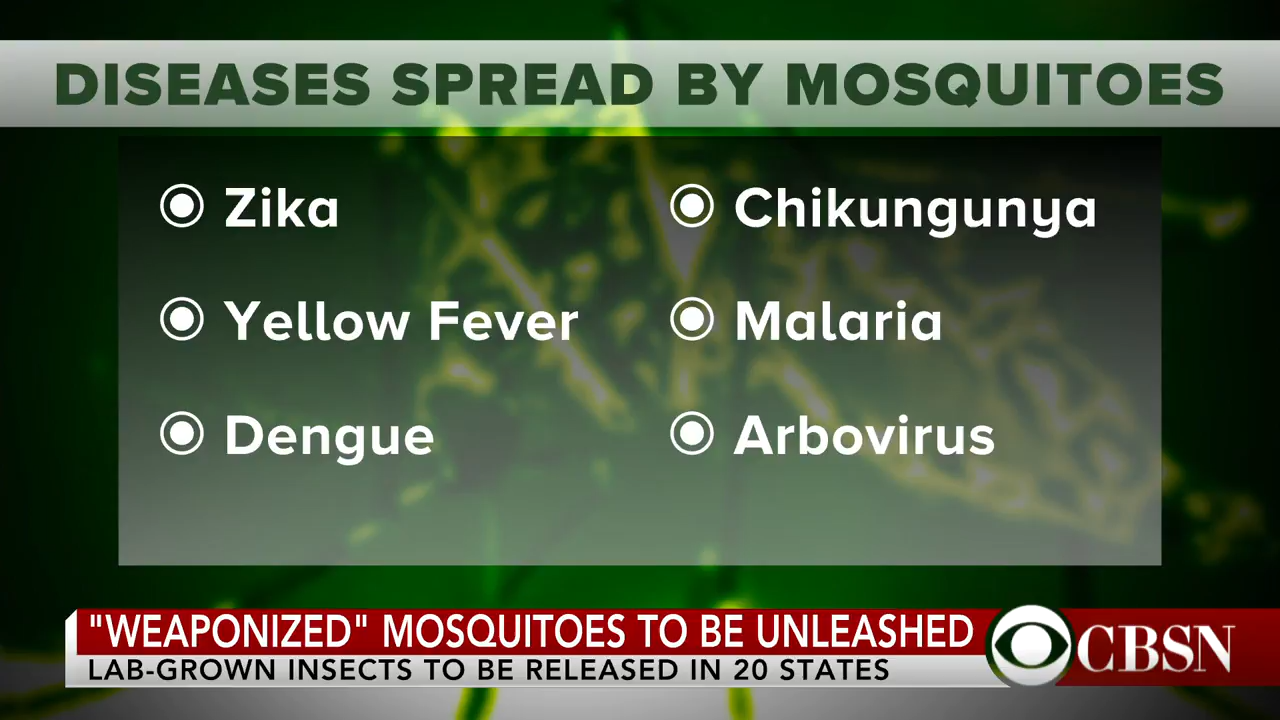 DISEASES SPREAD BY MOSQUITOES
Zika
Yellow Fever
Dengue
Chikungunya
Malaria
Arbovirus
"WEAPONIZED" MOSQUITOES TO BE UNLEASHED
LAB-GROWN INSECTS TO BE RELEASED IN 20 STATES
CBSN